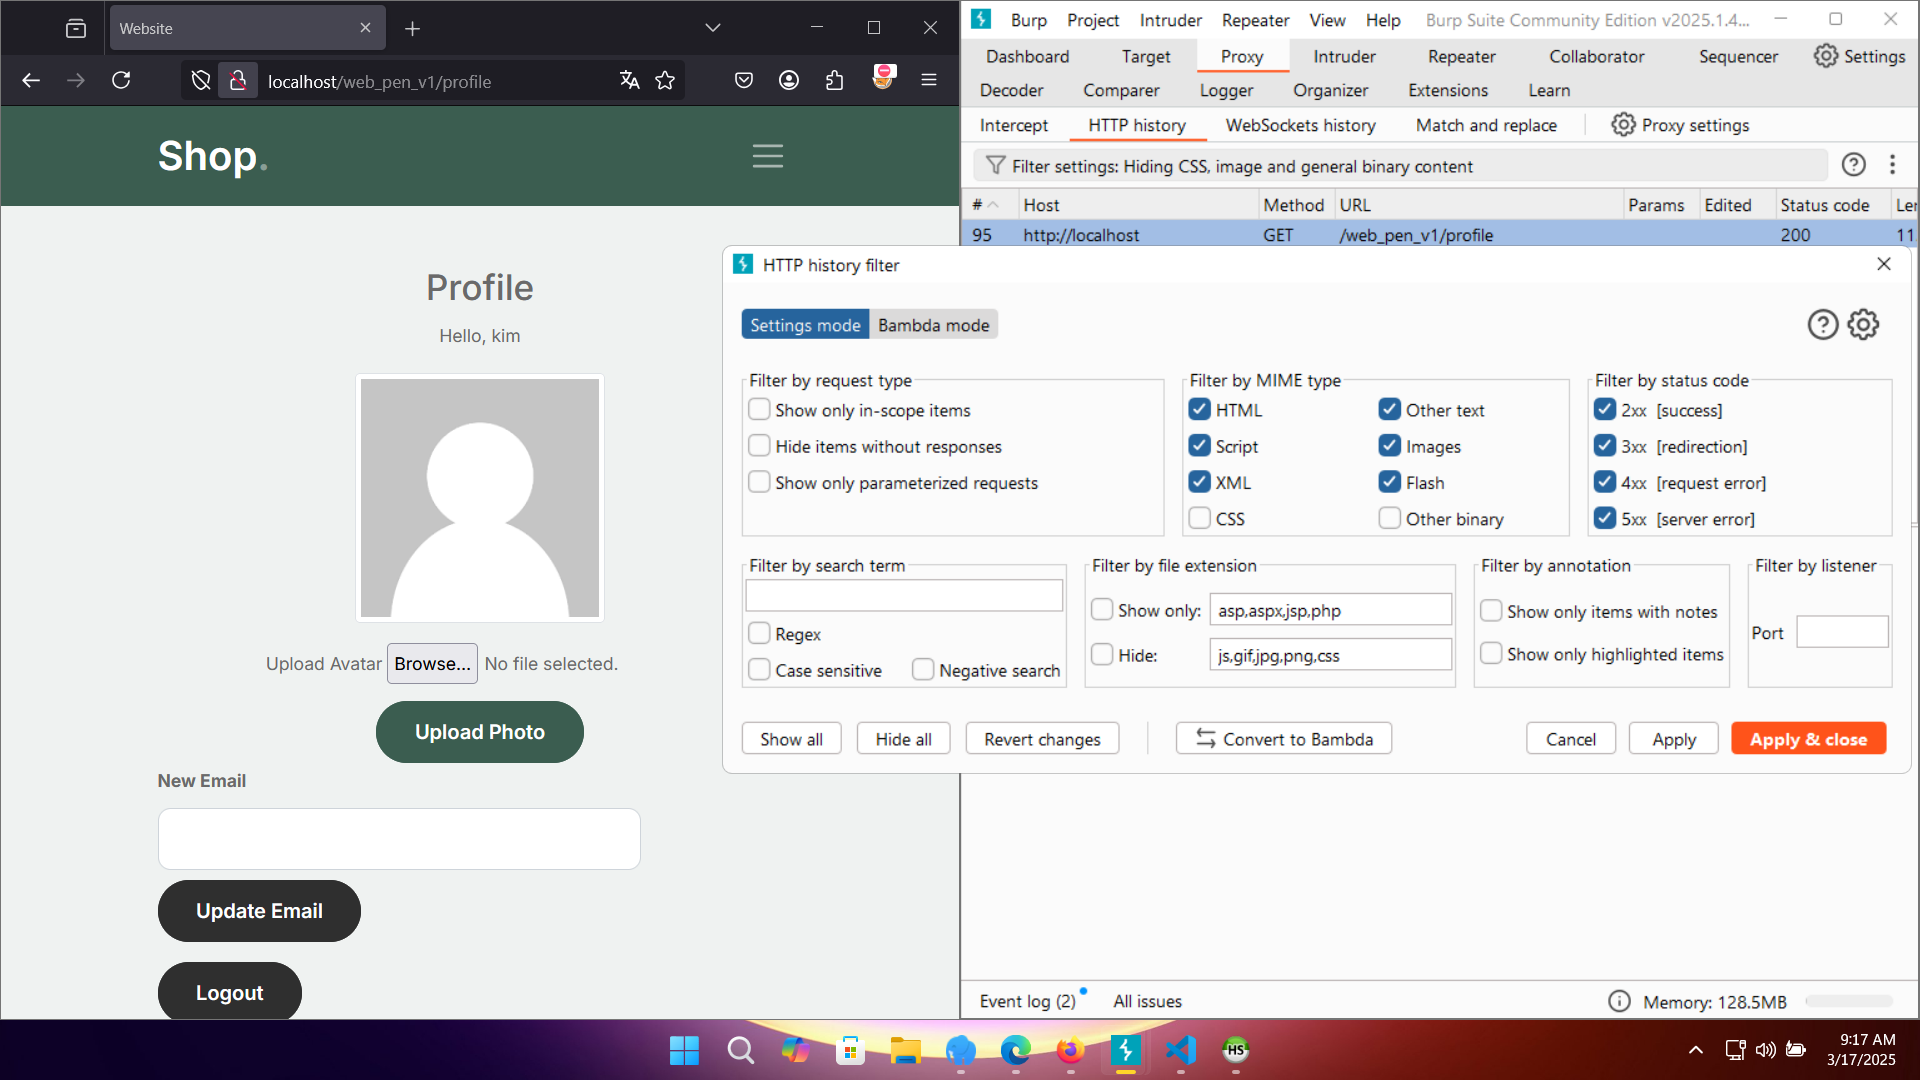 Website
localhost/web_pen_v1/profile
Shop.
Profile
Hello, kim
Upload Avatar Browse... No file selected.
Upload Photo
New Email
Update Email
Logout
Burp Project Intruder Repeater View Help Burp Suite Community Edition v2025.1.4...
Dashboard Target Proxy Intruder Repeater Collaborator Sequencer Settings
Decoder Comparer Logger Organizer Extensions Learn
Intercept HTTP history WebSockets history Match and replace Proxy settings
Filter settings: Hiding CSS, image and general binary content
# Host Method URL Params Edited Status code Ler
95 http://localhost GET /web_pen_v1/profile 200 11
HTTP history filter
Settings mode Bambda mode
Filter by request type
Show only in-scope items
Hide items without responses
Show only parameterized requests
Filter by MIME type
HTML Other text
Script Images
XML Flash
CSS Other binary
Filter by status code
2xx [success]
3xx [redirection]
4xx [request error]
5xx [server error]
Filter by search term
Regex
Case sensitive Negative search
Filter by file extension
Show only: asp,aspx,jsp,php
Hide: js,gif,jpg,png,css
Filter by annotation
Show only items with notes
Show only highlighted items
Filter by listener
Port
Show all Hide all Revert changes Convert to Bambda Cancel Apply Apply & close
Event log (2) All issues Memory: 128.5MB
HS
9:17 AM
3/17/2025